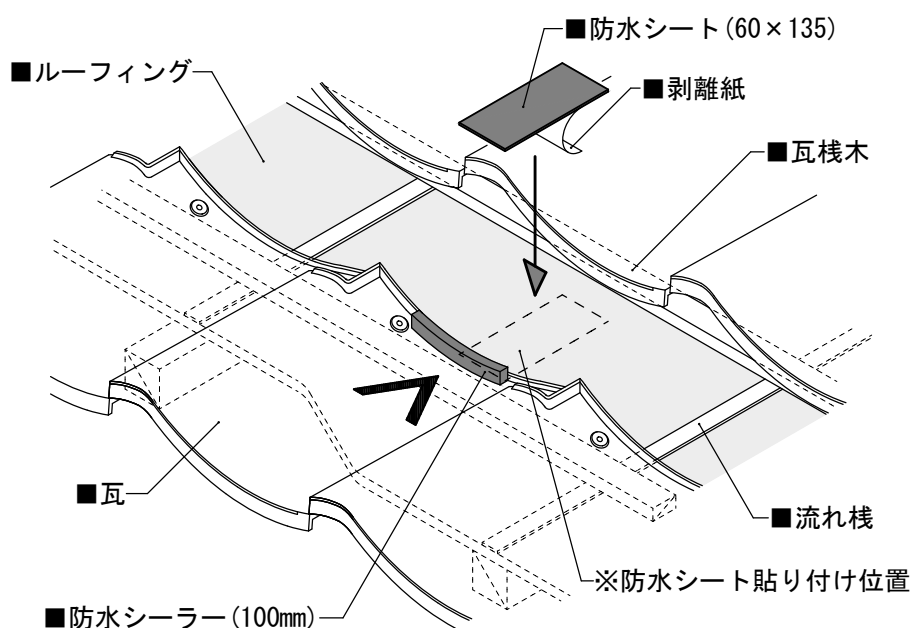 ■防水シート(60×135)
■ルーフィング
■剥離紙
■瓦桟木
■瓦
■流れ桟
※防水シート貼り付け位置
■防水シーラー(100mm)